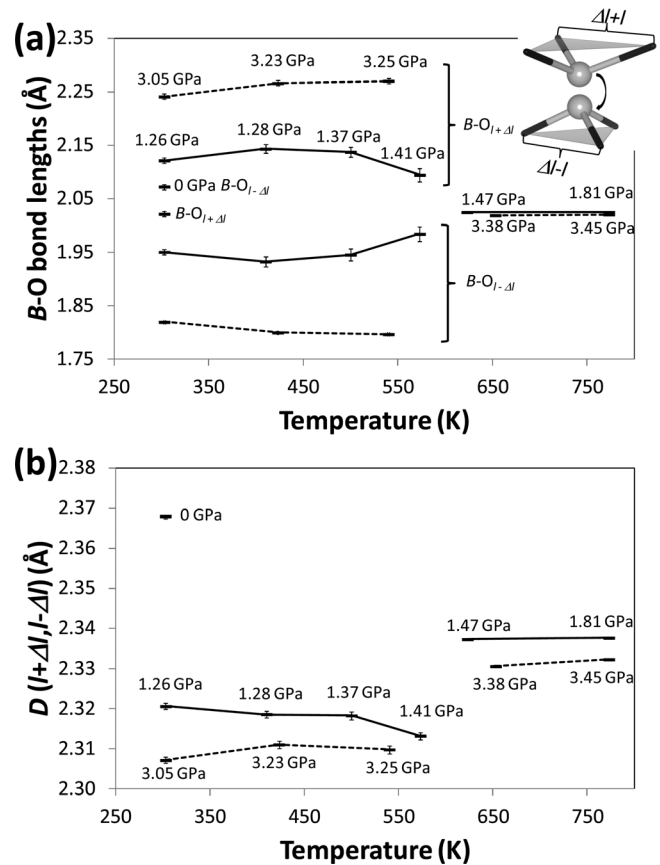 (a)
B-O bond lengths (Å)
2.35
2.25
2.15
2.05
1.95
1.85
1.75
3.05 GPa
3.23 GPa
3.25 GPa
1.26 GPa
1.28 GPa
1.37 GPa
1.41 GPa
0 GPa B-O_{l-Δl}
B-O_{l+Δl}
B-O_{l+Δl}
B-O_{l-Δl}
Δl+l
Δl-l
1.47 GPa
1.81 GPa
3.38 GPa
3.45 GPa
250 350 450 550 650 750
Temperature (K)
(b)
D (l+Δl,l-Δl) (Å)
2.38
2.37
2.36
2.35
2.34
2.33
2.32
2.31
2.30
0 GPa
1.47 GPa
1.81 GPa
3.38 GPa
3.45 GPa
1.26 GPa
1.28 GPa
1.37 GPa
1.41 GPa
3.05 GPa
3.23 GPa
3.25 GPa
250 350 450 550 650 750
Temperature (K)